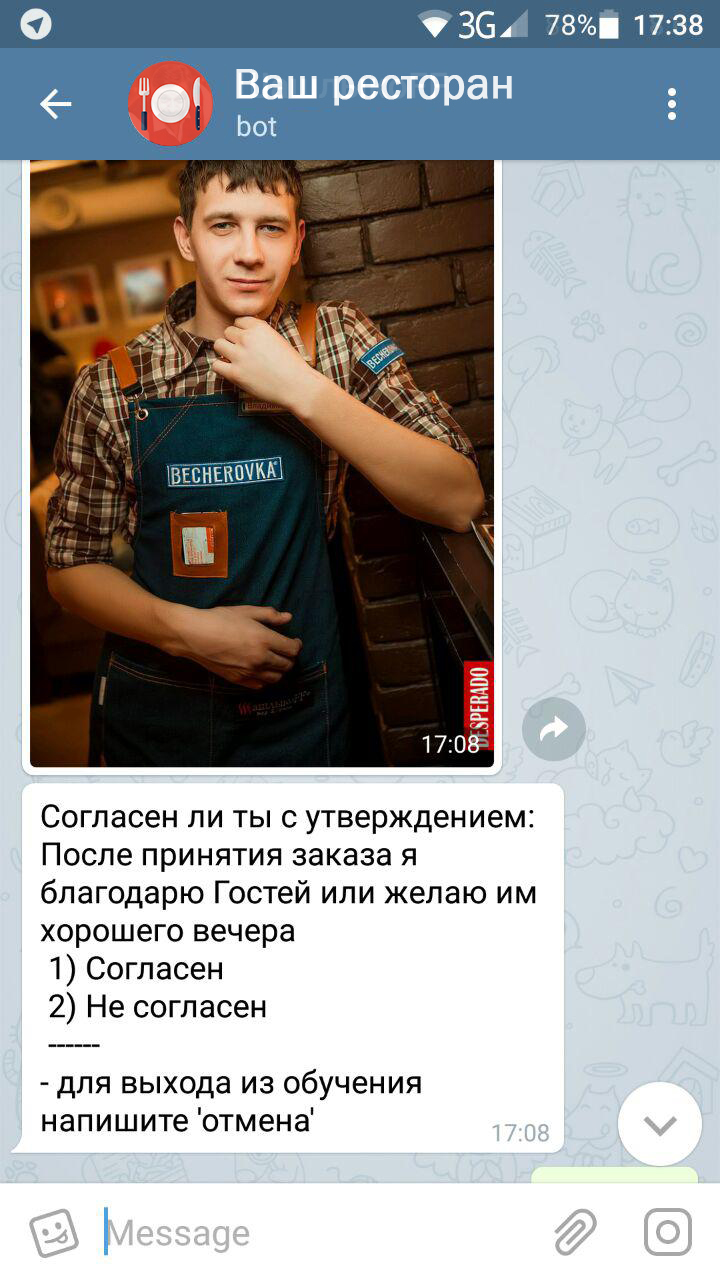 3G 78% 17:38
Ваш ресторан
bot
BECHEROVKA
BECHEROVKA
DESPERADO
17:08
Согласен ли ты с утверждением:
После принятия заказа я
благодарю Гостей или желаю им
хорошего вечера
1) Согласен
2) Не согласен
------
- для выхода из обучения
напишите 'отмена'
17:08
Message